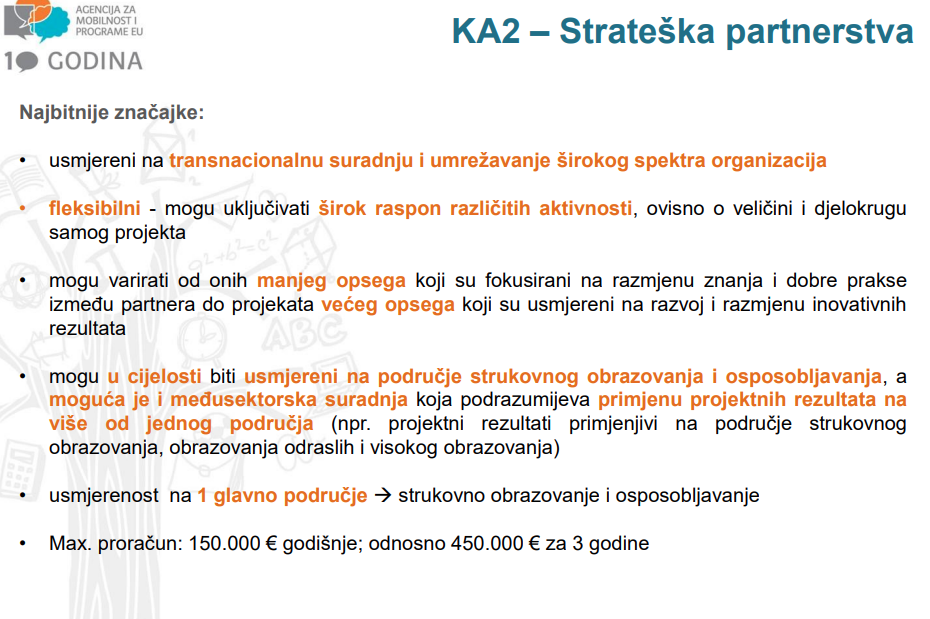 AGENCIJA ZA
MOBILNOST I
PROGRAME EU
10 GODINA
KA2 – Strateška partnerstva
Najbitnije značajke:
• usmjereni na transnacionalnu suradnju i umrežavanje širokog spektra organizacija
• fleksibilni - mogu uključivati širok raspon različitih aktivnosti, ovisno o veličini i djelokrugu
samog projekta
• mogu varirati od onih manjeg opsega koji su fokusirani na razmjenu znanja i dobre prakse
između partnera do projekata većeg opsega koji su usmjereni na razvoj i razmjenu inovativnih
rezultata
• mogu u cijelosti biti usmjereni na područje strukovnog obrazovanja i osposobljavanja, a
moguća je i međusektorska suradnja koja podrazumijeva primjenu projektnih rezultata na
više od jednog područja (npr. projektni rezultati primjenjivi na područje strukovnog
obrazovanja, obrazovanja odraslih i visokog obrazovanja)
• usmjerenost na 1 glavno područje → strukovno obrazovanje i osposobljavanje
• Max. proračun: 150.000 € godišnje; odnosno 450.000 € za 3 godine
a²+b²=c²
ABC